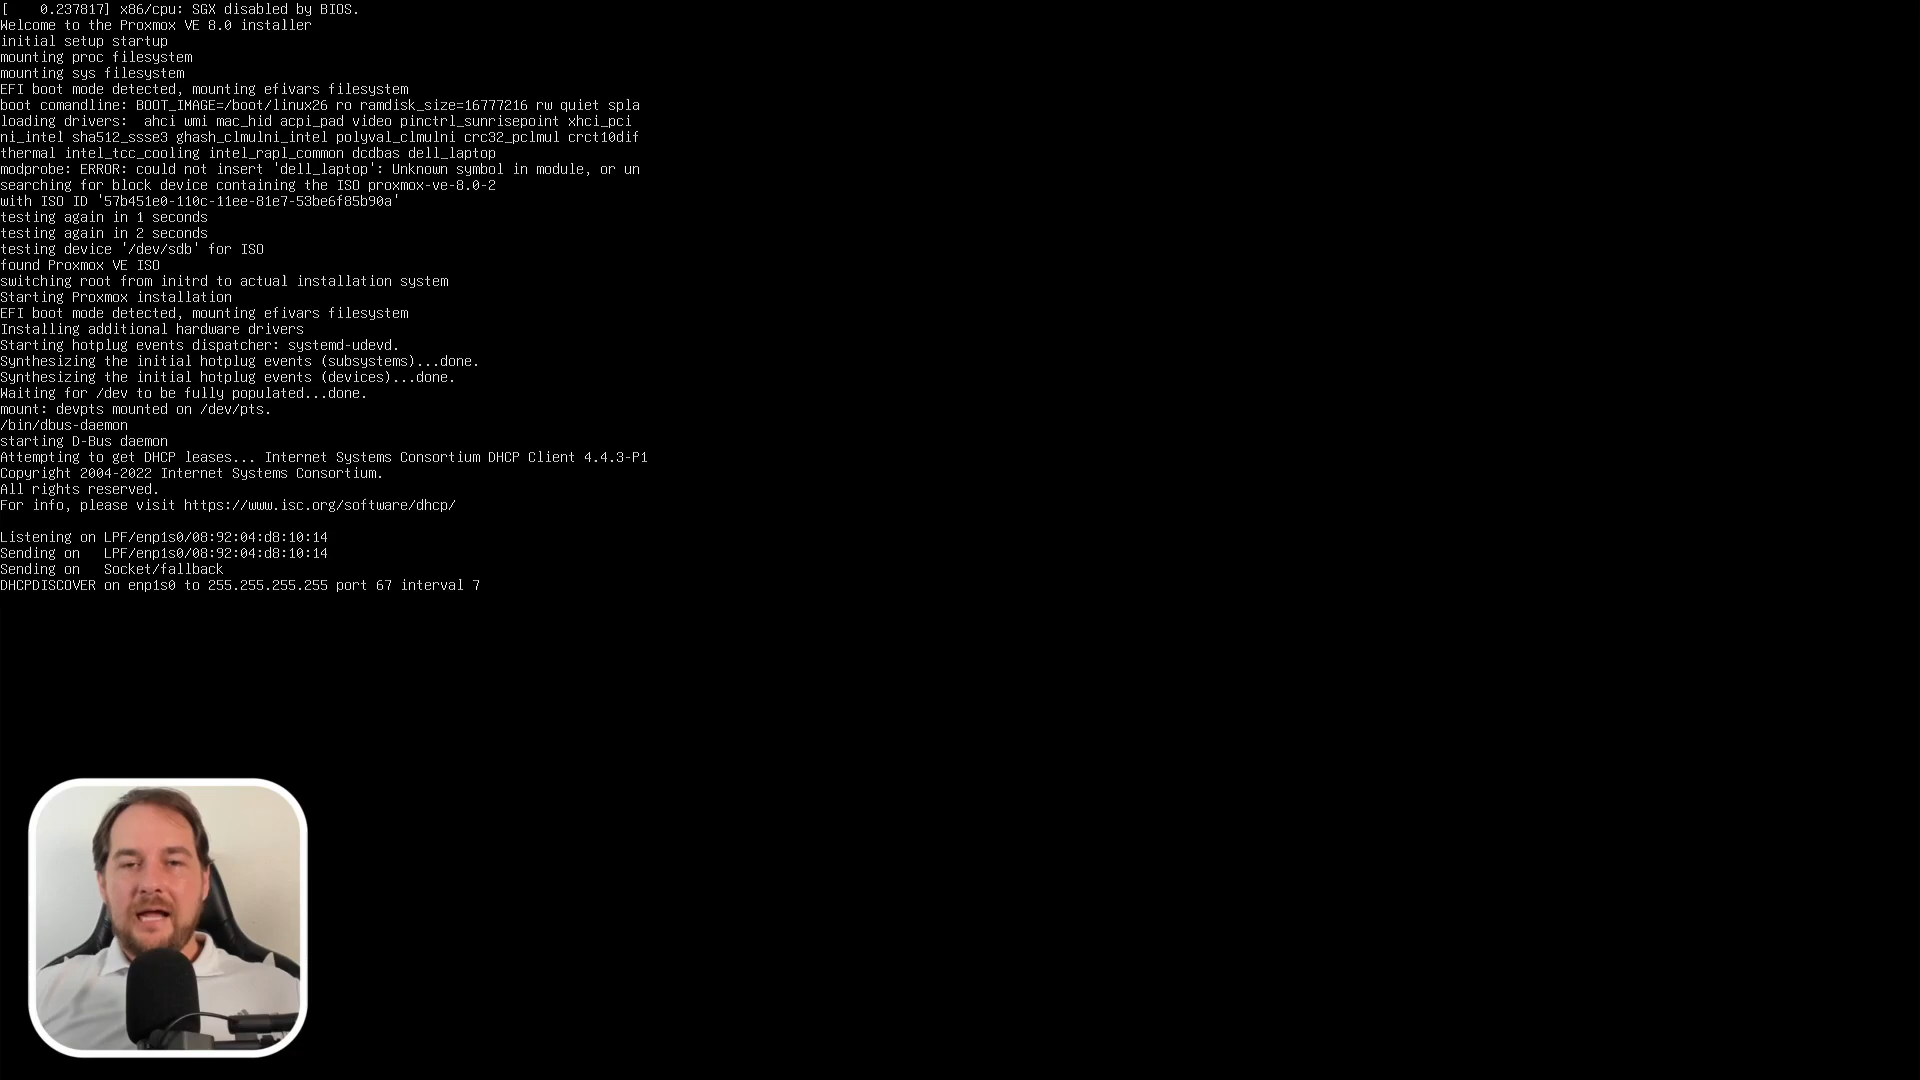 [    0.237817] x86/cpu: SGX disabled by BIOS.
Welcome to the Proxmox VE 8.0 installer
initial setup startup
mounting proc filesystem
mounting sys filesystem
EFI boot mode detected, mounting efivars filesystem
boot comandline: BOOT_IMAGE=/boot/linux26 ro ramdisk_size=16777216 rw quiet spla
loading drivers:  ahci wmi mac_hid acpi_pad video pinctrl_sunrisepoint xhci_pci
ni_intel sha512_ssse3 ghash_clmulni_intel polyval_clmulni crc32_pclmul crct10dif
thermal intel_tcc_cooling intel_rapl_common dcdbas dell_laptop
modprobe: ERROR: could not insert 'dell_laptop': Unknown symbol in module, or un
searching for block device containing the ISO proxmox-ve-8.0-2
with ISO ID '57b451e0-110c-11ee-81e7-53be6f85b90a'
testing again in 1 seconds
testing again in 2 seconds
testing device '/dev/sdb' for ISO
found Proxmox VE ISO
switching root from initrd to actual installation system
Starting Proxmox installation
EFI boot mode detected, mounting efivars filesystem
Installing additional hardware drivers
Starting hotplug events dispatcher: systemd-udevd.
Synthesizing the initial hotplug events (subsystems)...done.
Synthesizing the initial hotplug events (devices)...done.
Waiting for /dev to be fully populated...done.
mount: devpts mounted on /dev/pts.
/bin/dbus-daemon
starting D-Bus daemon
Attempting to get DHCP leases... Internet Systems Consortium DHCP Client 4.4.3-P1
Copyright 2004-2022 Internet Systems Consortium.
All rights reserved.
For info, please visit https://www.isc.org/software/dhcp/
Listening on LPF/enp1s0/08:92:04:d8:10:14
Sending on   LPF/enp1s0/08:92:04:d8:10:14
Sending on   Socket/fallback
DHCPDISCOVER on enp1s0 to 255.255.255.255 port 67 interval 7